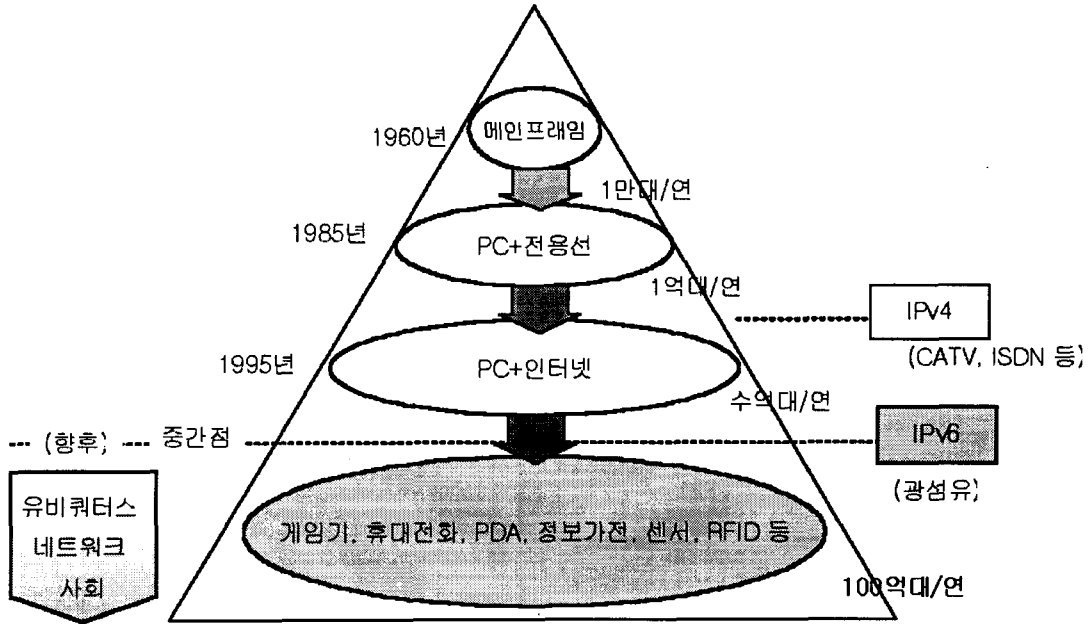 1960년
메인프래임
1만대/연
1985년
PC+전용선
1억대/연
IPv4
(CATV, ISDN 등)
1995년
PC+인터넷
수억대/연
(향후)
중간점
IPv6
(광섬유)
유비쿼터스
네트워크
사회
게임기, 휴대전화, PDA, 정보가전, 센서, RFID 등
100억대/연